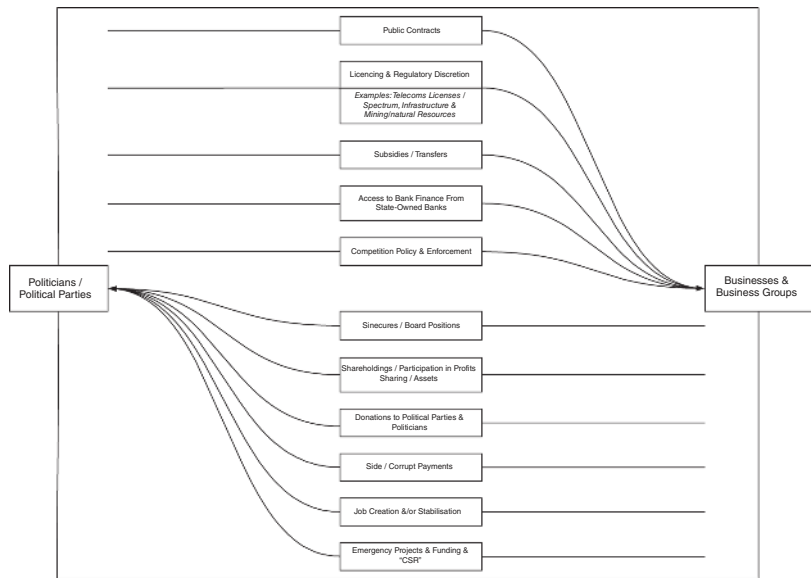 Public Contracts
Licencing & Regulatory Discretion
Examples: Telecoms Licenses /
Spectrum, Infrastructure &
Mining/natural Resources
Subsidies / Transfers
Access to Bank Finance From
State-Owned Banks
Competition Policy & Enforcement
Politicians /
Political Parties
Businesses &
Business Groups
Sinecures / Board Positions
Shareholdings / Participation in Profits
Sharing / Assets
Donations to Political Parties &
Politicians
Side / Corrupt Payments
Job Creation &/or Stabilisation
Emergency Projects & Funding &
“CSR”